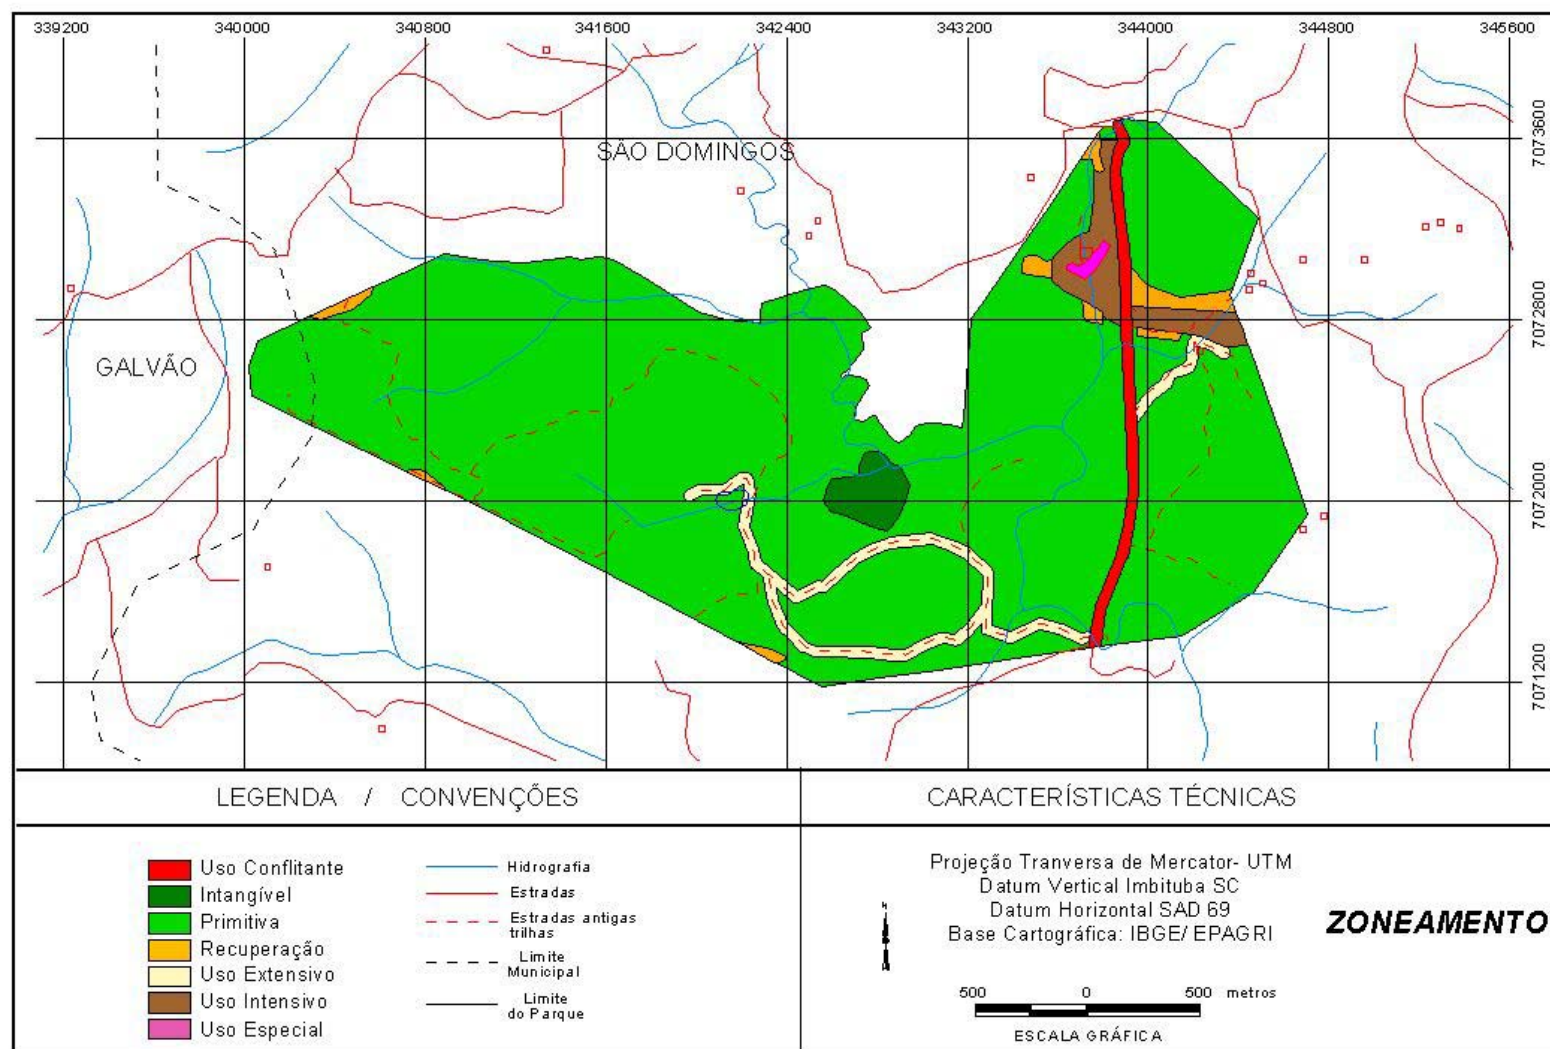 339200 340000 340800 341600 342400 343200 344000 344800 345600
7073600
SÃO DOMINGOS
7072800
GALVÃO
7072000
7071200
LEGENDA / CONVENÇÕES
CARACTERÍSTICAS TÉCNICAS
Uso Conflitante
Intangível
Primitiva
Recuperação
Uso Extensivo
Uso Intensivo
Uso Especial
Hidrografia
Estradas
Estradas antigas
trilhas
Limite
Municipal
Limite
do Parque
Projeção Tranversa de Mercator- UTM
Datum Vertical Imbituba SC
Datum Horizontal SAD 69
Base Cartográfica: IBGE/ EPAGRI
ZONEAMENTO
500 0 500 metros
ESCALA GRÁFICA